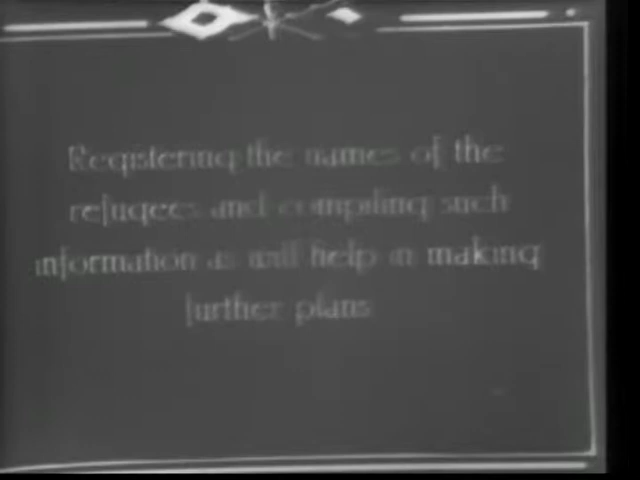 Registering the names of the
refugees and compiling such
information as will help in making
further plans